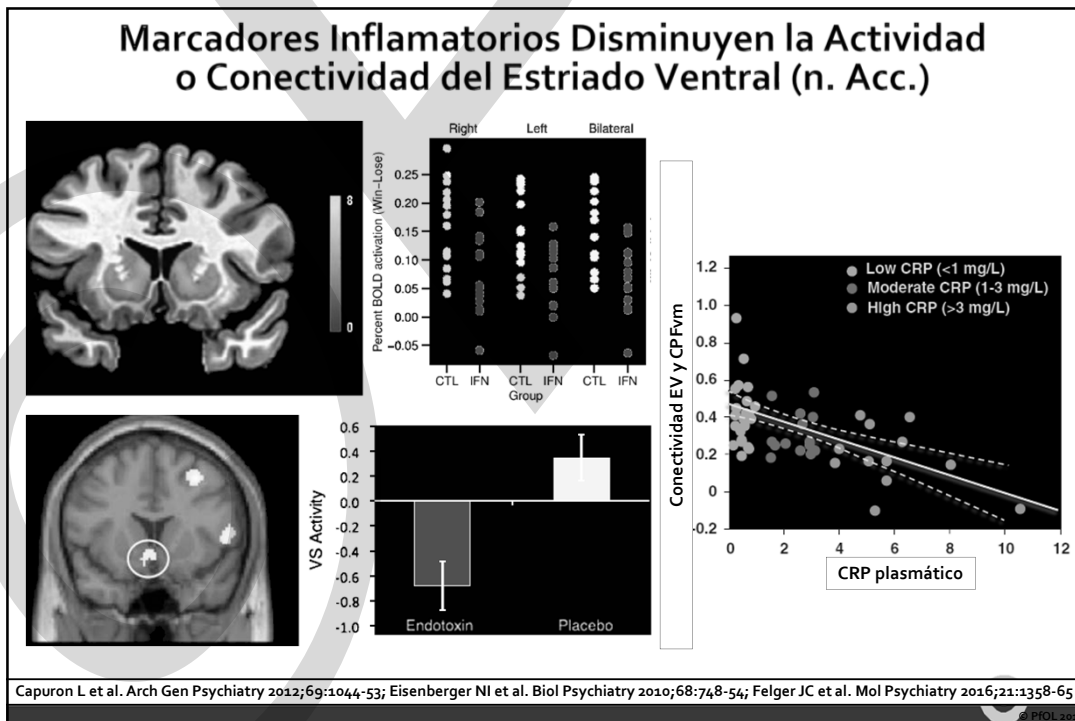 Marcadores Inflamatorios Disminuyen la Actividad
o Conectividad del Estriado Ventral (n. Acc.)
8
0
Right Left Bilateral
Percent BOLD activation (Win–Lose)
0.25
0.20
0.15
0.10
0.05
0.00
−0.05
CTL IFN CTL IFN CTL IFN
Group
VS Activity
0.6
0.4
0.2
0.0
-0.2
-0.4
-0.6
-0.8
-1.0
Endotoxin Placebo
Conectividad EV y CPFvm
1.2
1.0
0.8
0.6
0.4
0.2
0
-0.2
Low CRP (<1 mg/L)
Moderate CRP (1-3 mg/L)
High CRP (>3 mg/L)
0 2 4 6 8 10 12
CRP plasmático
Capuron L et al. Arch Gen Psychiatry 2012;69:1044-53; Eisenberger NI et al. Biol Psychiatry 2010;68:748-54; Felger JC et al. Mol Psychiatry 2016;21:1358-65
© PfOL